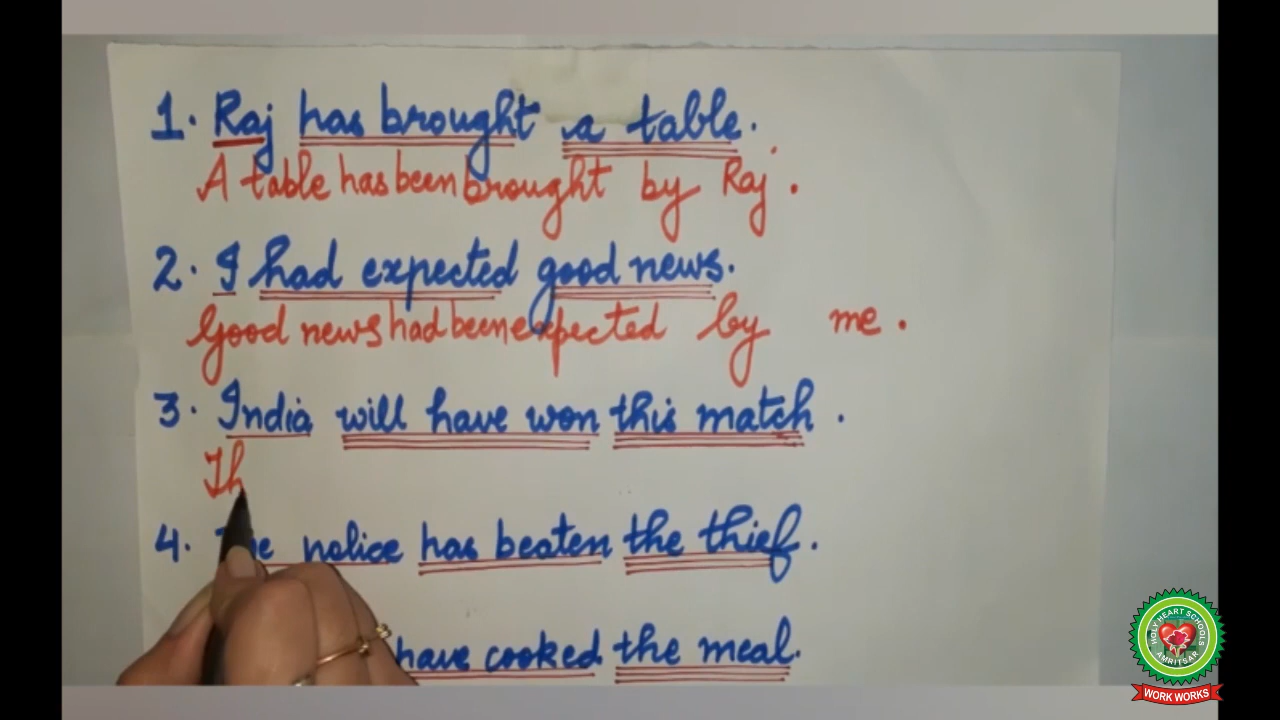 1. Raj has brought a table.
A table has been brought by Raj.
2. I had expected good news.
Good news had been expected by me.
3. India will have won this match.
Th
4. police has beaten the thief.
have cooked the meal.
HOLY HEART SCHOOLS
AMRITSAR
WORK WORKS